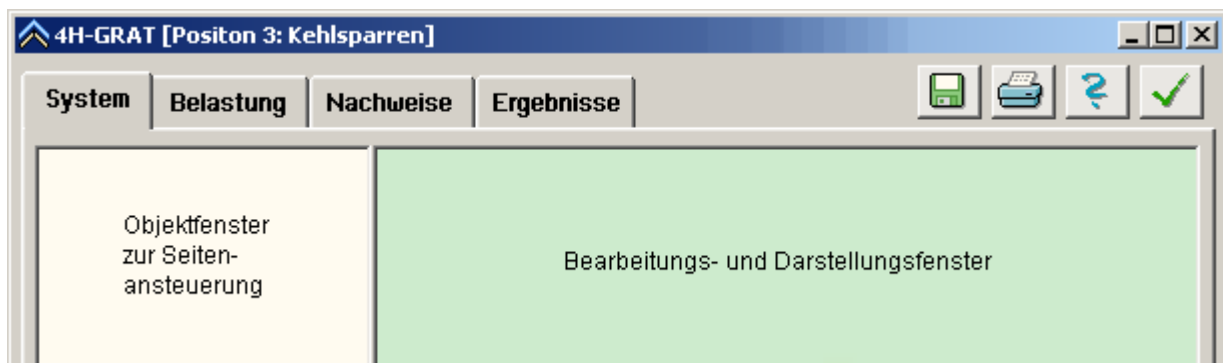 4H-GRAT [Positon 3: Kehlsparren]
System Belastung Nachweise Ergebnisse
Objektfenster
zur Seiten-
ansteuerung
Bearbeitungs- und Darstellungsfenster